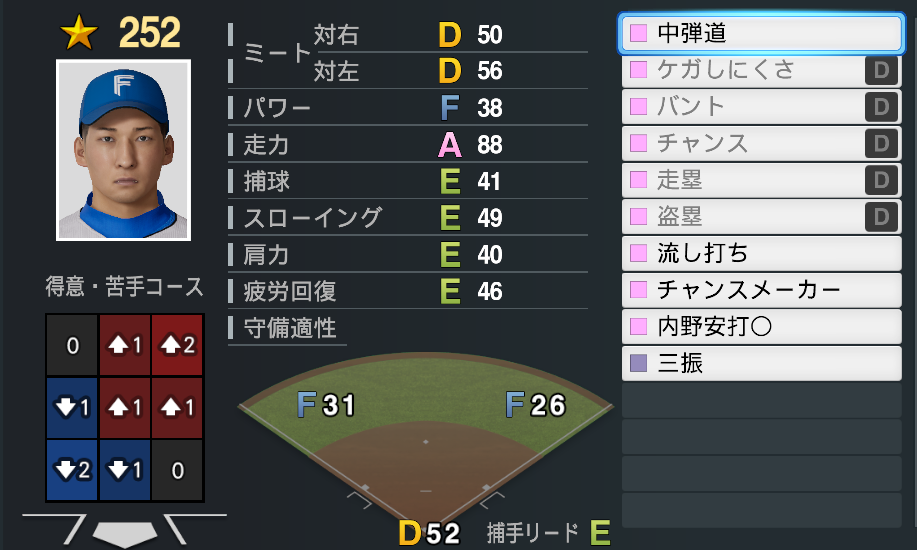 252
F
ミート
対右 D 50
対左 D 56
パワー F 38
走力 A 88
捕球 E 41
スローイング E 49
肩力 E 40
疲労回復 E 46
守備適性
得意・苦手コース
0 1 2
1 1 1
2 1 0
F31 F26
D52 捕手リード E
中弾道
ケガしにくさ D
バント D
チャンス D
走塁 D
盗塁 D
流し打ち
チャンスメーカー
内野安打〇
三振